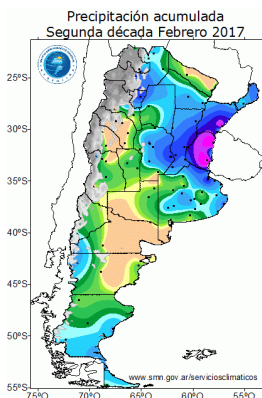 Precipitación acumulada
Segunda década Febrero 2017
25°S
30°S
35°S
40°S
45°S
50°S
www.smn.gov.ar/serviciosclimaticos
55°S
75°O 70°O 65°O 60°O 55°O